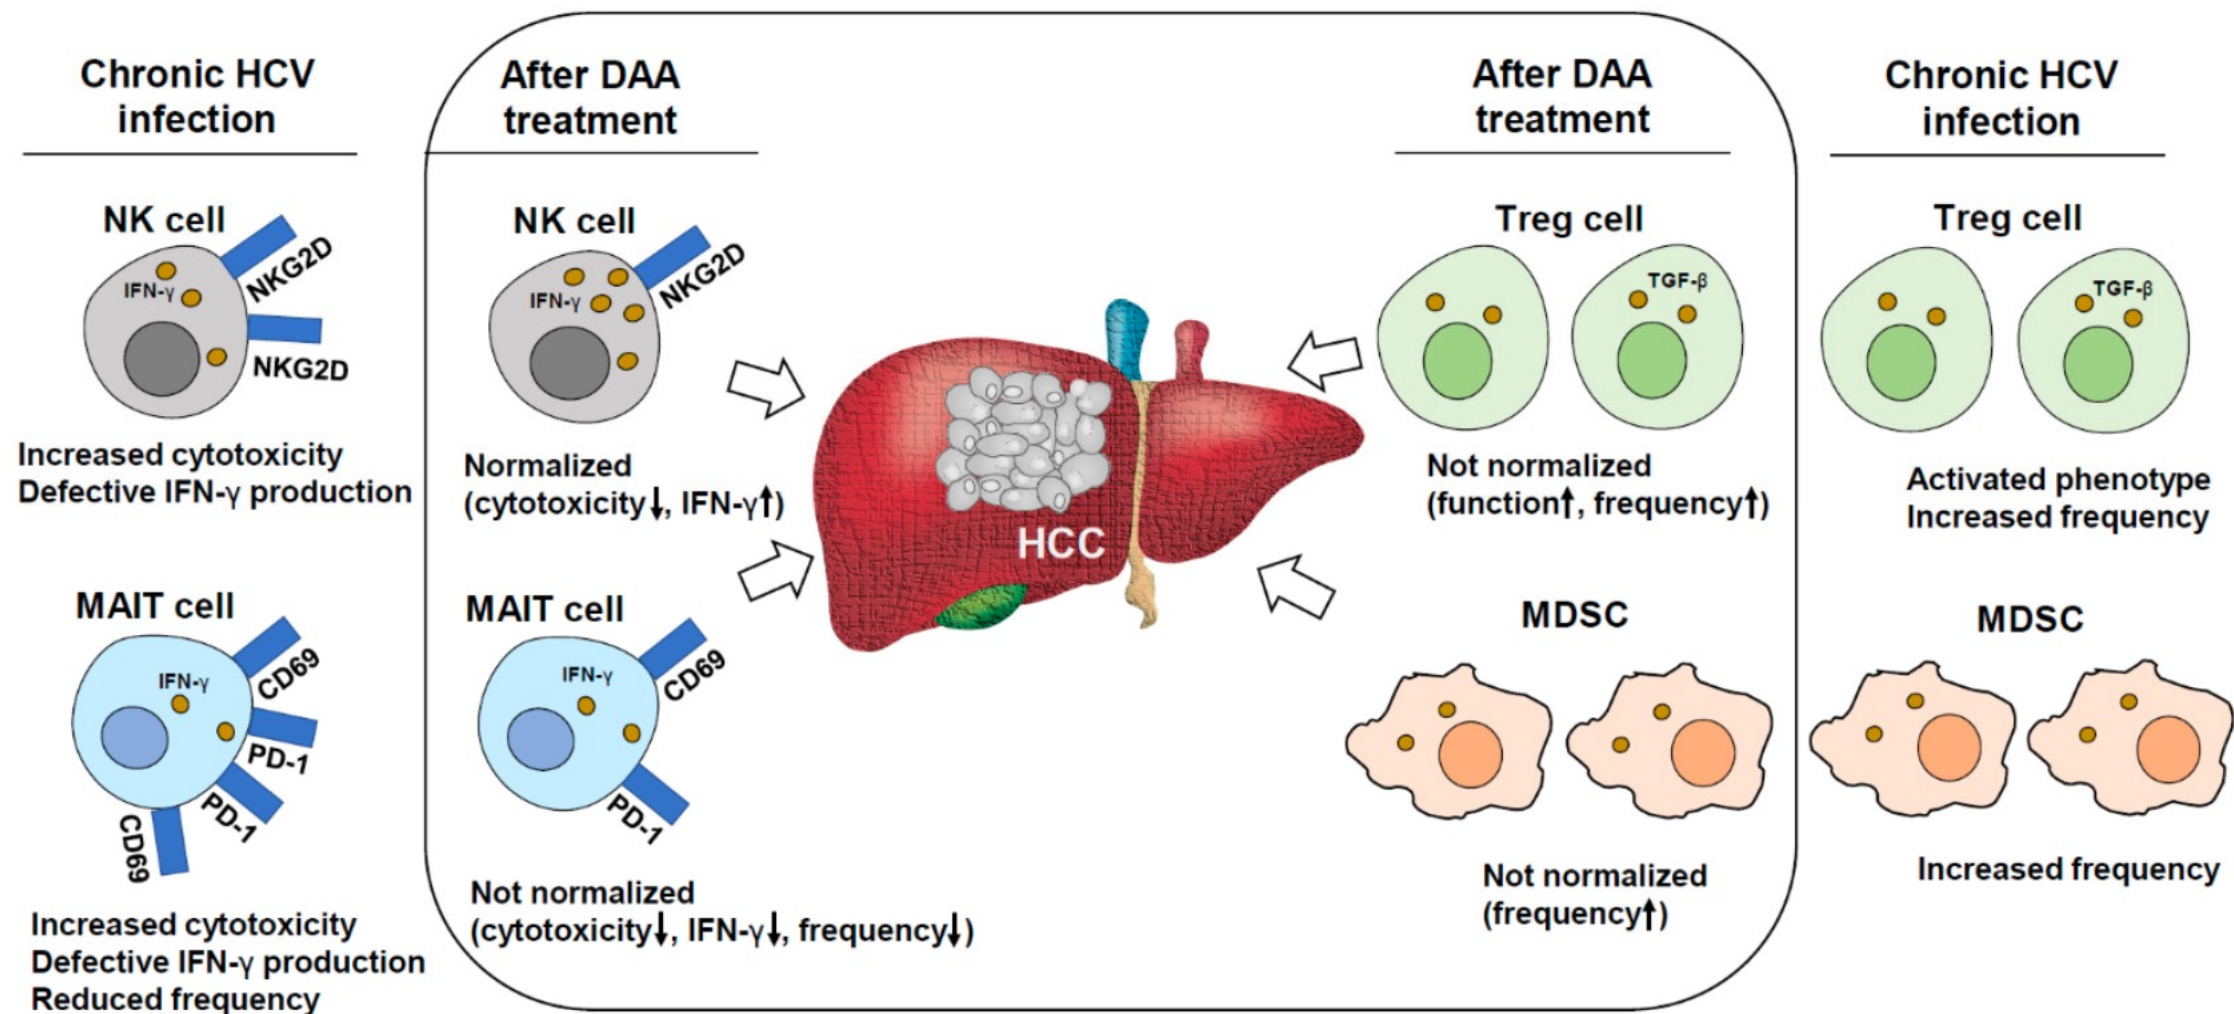 Chronic HCV
infection
NK cell
NKG2D
IFN-γ
NKG2D
Increased cytotoxicity
Defective IFN-γ production
MAIT cell
CD69
IFN-γ
PD-1
PD-1
CD69
Increased cytotoxicity
Defective IFN-γ production
Reduced frequency
After DAA
treatment
NK cell
NKG2D
IFN-γ
Normalized
(cytotoxicity↓, IFN-γ↑)
MAIT cell
CD69
IFN-γ
PD-1
Not normalized
(cytotoxicity↓, IFN-γ↓, frequency↓)
HCC
After DAA
treatment
Treg cell
TGF-β
Not normalized
(function↑, frequency↑)
MDSC
Not normalized
(frequency↑)
Chronic HCV
infection
Treg cell
TGF-β
Activated phenotype
Increased frequency
MDSC
Increased frequency